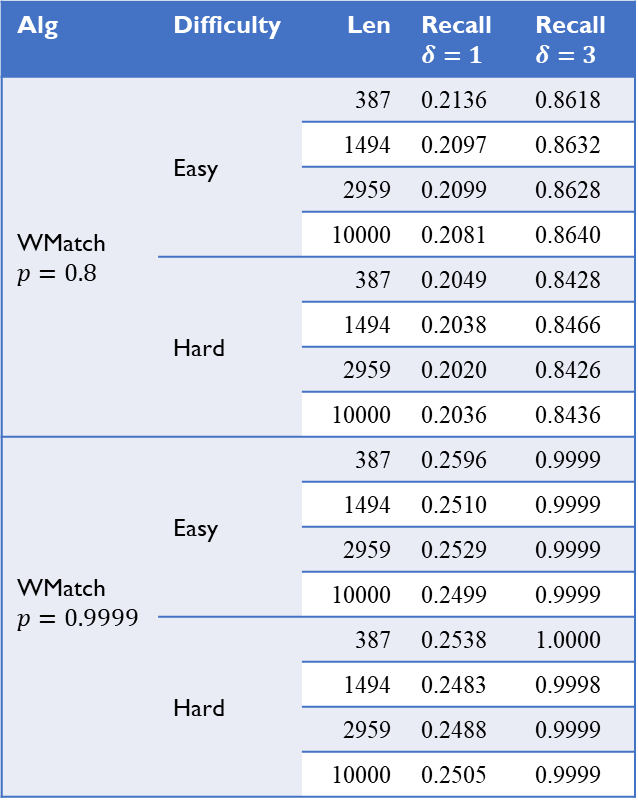 Alg Difficulty Len Recall δ = 1 Recall δ = 3
WMatch p = 0.8 Easy 387 0.2136 0.8618
1494 0.2097 0.8632
2959 0.2099 0.8628
10000 0.2081 0.8640
Hard 387 0.2049 0.8428
1494 0.2038 0.8466
2959 0.2020 0.8426
10000 0.2036 0.8436
WMatch p = 0.9999 Easy 387 0.2596 0.9999
1494 0.2510 0.9999
2959 0.2529 0.9999
10000 0.2499 0.9999
Hard 387 0.2538 1.0000
1494 0.2483 0.9998
2959 0.2488 0.9999
10000 0.2505 0.9999